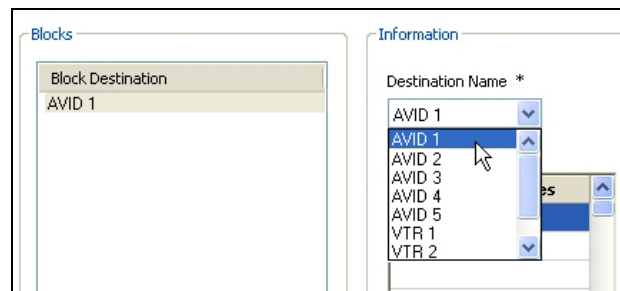 Blocks
Block Destination
AVID 1
Information
Destination Name *
AVID 1
AVID 1
AVID 2
AVID 3
AVID 4
AVID 5
VTR 1
VTR 2